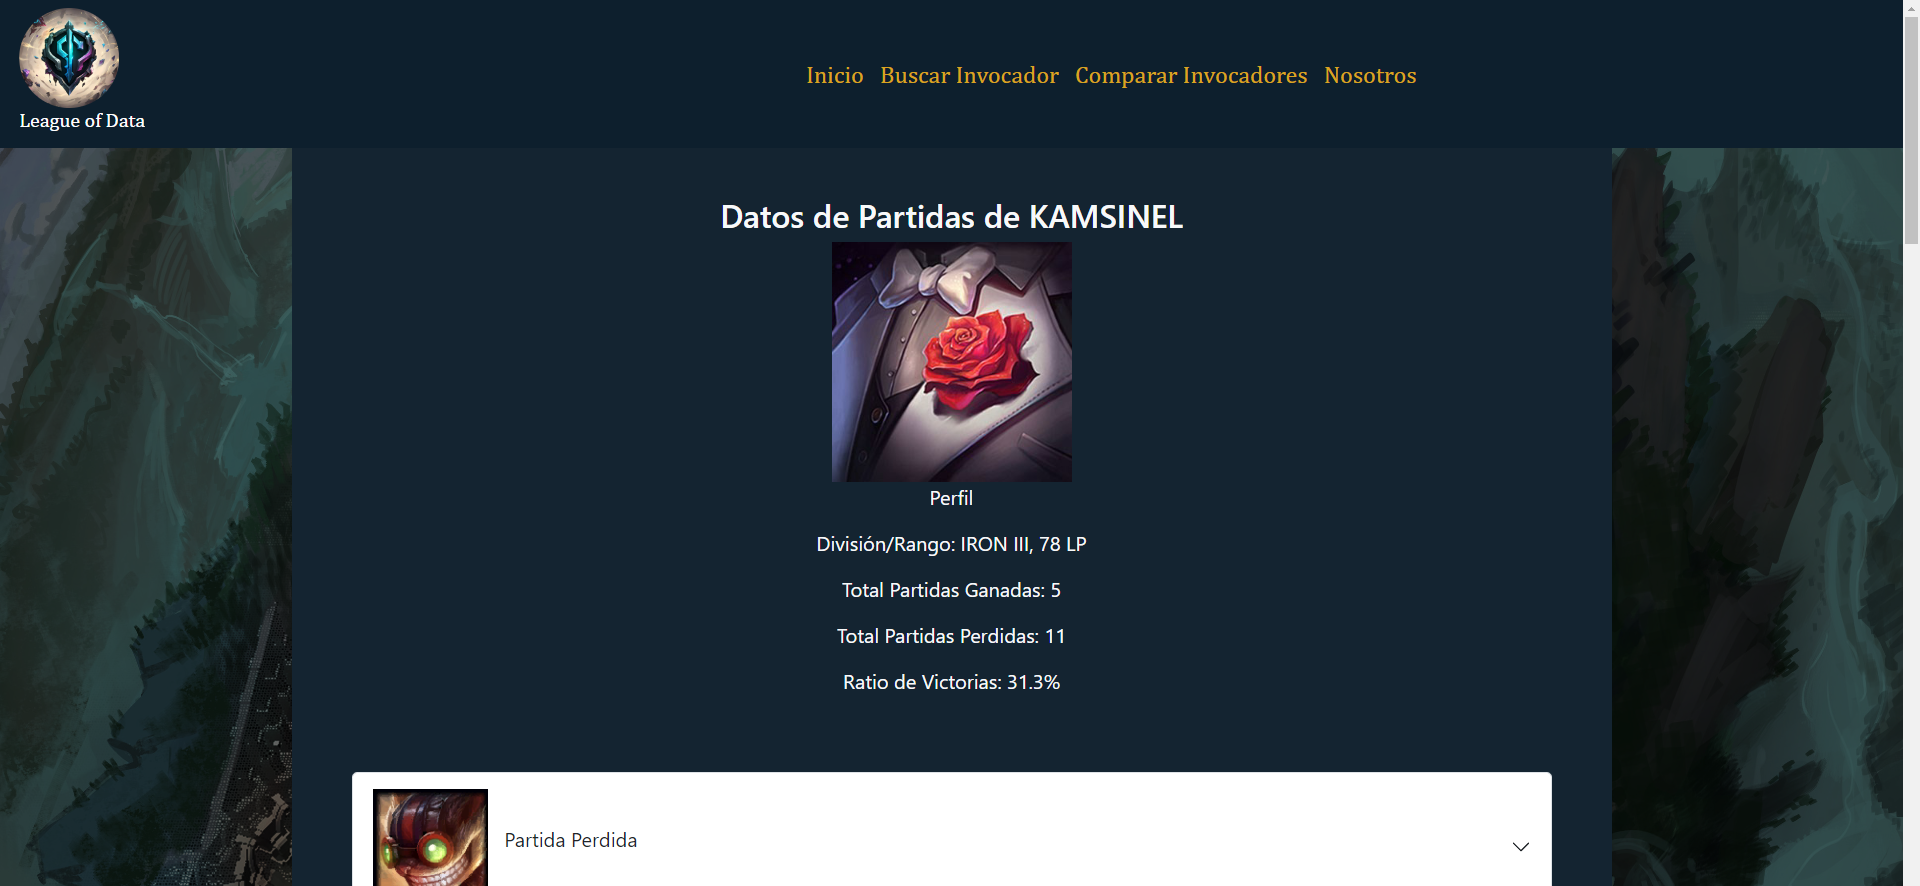 League of Data
Inicio Buscar Invocador Comparar Invocadores Nosotros
Datos de Partidas de KAMSINEL
Perfil
División/Rango: IRON III, 78 LP
Total Partidas Ganadas: 5
Total Partidas Perdidas: 11
Ratio de Victorias: 31.3%
Partida Perdida